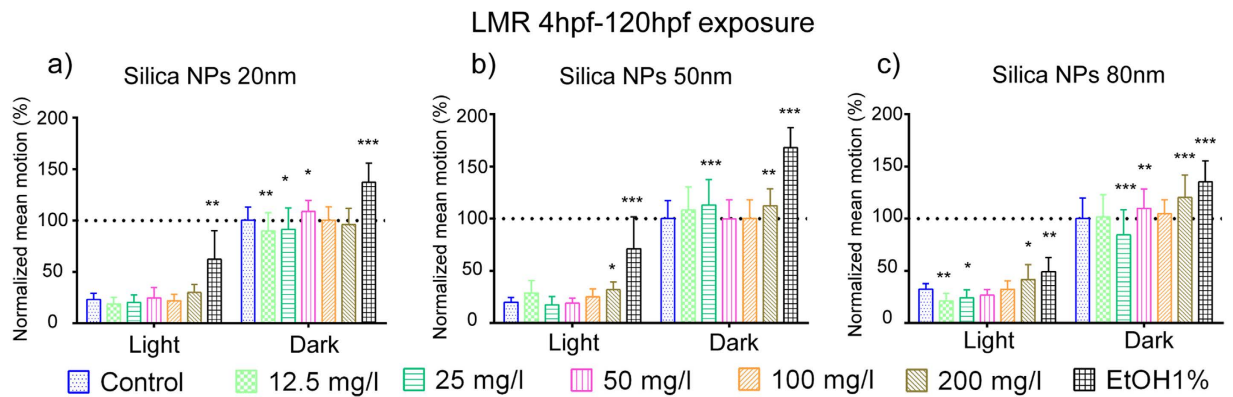 LMR 4hpf-120hpf exposure
a)
Silica NPs 20nm
Normalized mean motion (%)
200
150
100
50
0
**
**
*
*
***
Light
Dark
b)
Silica NPs 50nm
Normalized mean motion (%)
200
150
100
50
0
*
***
***
**
***
Light
Dark
c)
Silica NPs 80nm
Normalized mean motion (%)
200
150
100
50
0
**
*
*
**
***
**
***
***
Light
Dark
Control
12.5 mg/l
25 mg/l
50 mg/l
100 mg/l
200 mg/l
EtOH1%